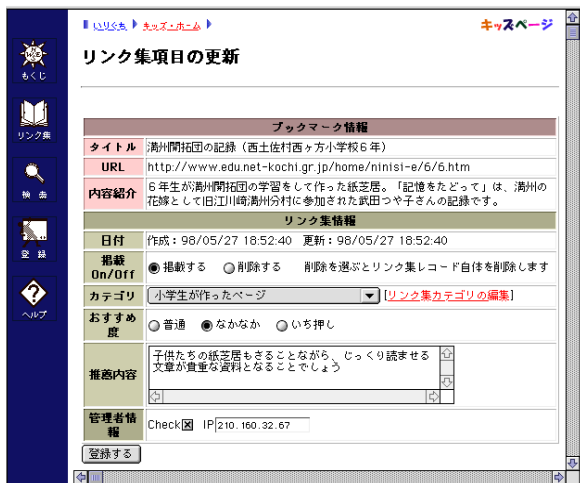 いりぐち キッズ・ホーム
キッズページ
リンク集項目の更新
もくじ
リンク集
検 索
登 録
ヘルプ
ブックマーク情報
タイトル 満州開拓団の記録（西土佐村西ヶ方小学校６年）
URL http://www.edu.net-kochi.gr.jp/home/ninisi-e/6/6.htm
内容紹介 ６年生が満州開拓団の学習をして作った紙芝居。「記憶をたどって」は、満州の
花嫁として旧江川崎満州分村に参加された武田つや子さんの記録です。
リンク集情報
日付 作成：98/05/27 18:52:40 更新：98/05/27 18:52:40
掲載
On/Off 掲載する 削除する 削除を選ぶとリンク集レコード自体を削除します
カテゴリ 小学生が作ったページ [リンク集カテゴリの編集]
おすすめ
度 普通 なかなか いち押し
推薦内容 子供たちの紙芝居もさることながら、じっくり読ませる
文章が貴重な資料となることでしょう
管理者情
報 Check IP 210.160.32.67
登録する